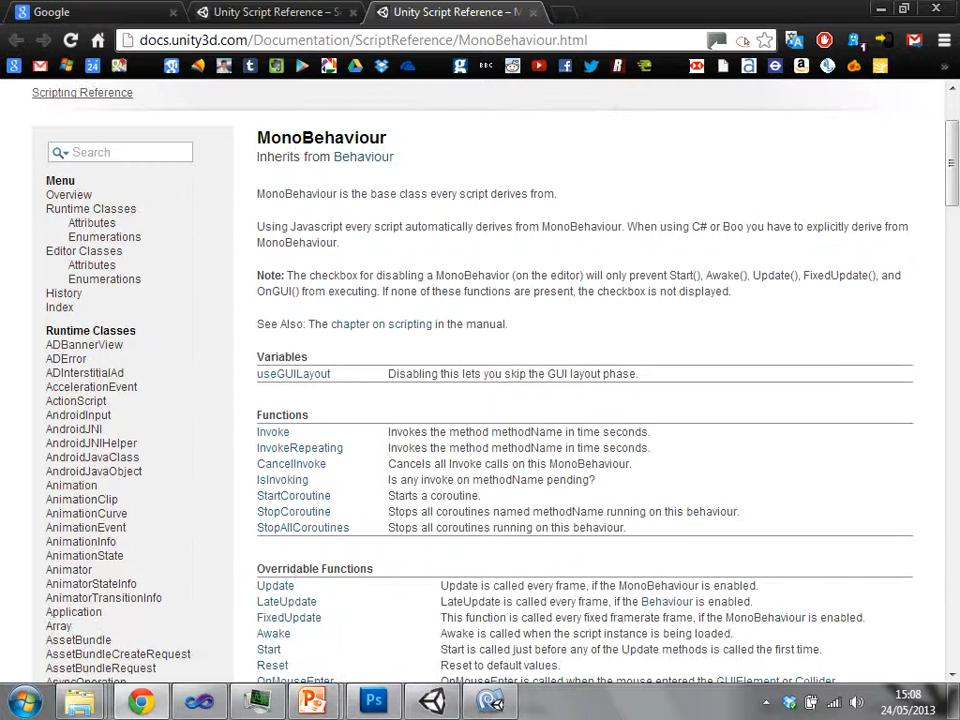 Google
Unity Script Reference – S
Unity Script Reference – M
docs.unity3d.com/Documentation/ScriptReference/MonoBehaviour.html
Scripting Reference
Search
Menu
Overview
Runtime Classes
Attributes
Enumerations
Editor Classes
Attributes
Enumerations
History
Index
Runtime Classes
ADBannerView
ADError
ADInterstitialAd
AccelerationEvent
ActionScript
AndroidInput
AndroidJNI
AndroidJNIHelper
AndroidJavaClass
AndroidJavaObject
Animation
AnimationClip
AnimationCurve
AnimationEvent
AnimationInfo
AnimationState
Animator
AnimatorStateInfo
AnimatorTransitionInfo
Application
Array
AssetBundle
AssetBundleCreateRequest
AssetBundleRequest
AsyncOperation
MonoBehaviour
Inherits from Behaviour
MonoBehaviour is the base class every script derives from.
Using Javascript every script automatically derives from MonoBehaviour. When using C# or Boo you have to explicitly derive from
MonoBehaviour.
Note: The checkbox for disabling a MonoBehavior (on the editor) will only prevent Start(), Awake(), Update(), FixedUpdate(), and
OnGUI() from executing. If none of these functions are present, the checkbox is not displayed.
See Also: The chapter on scripting in the manual.
Variables
useGUILayout Disabling this lets you skip the GUI layout phase.
Functions
Invoke Invokes the method methodName in time seconds.
InvokeRepeating Invokes the method methodName in time seconds.
CancelInvoke Cancels all Invoke calls on this MonoBehaviour.
IsInvoking Is any invoke on methodName pending?
StartCoroutine Starts a coroutine.
StopCoroutine Stops all coroutines named methodName running on this behaviour.
StopAllCoroutines Stops all coroutines running on this behaviour.
Overridable Functions
Update Update is called every frame, if the MonoBehaviour is enabled.
LateUpdate LateUpdate is called every frame, if the Behaviour is enabled.
FixedUpdate This function is called every fixed framerate frame, if the MonoBehaviour is enabled.
Awake Awake is called when the script instance is being loaded.
Start Start is called just before any of the Update methods is called the first time.
Reset Reset to default values.
OnMouseEnter OnMouseEnter is called when the mouse entered the GUIElement or Collider.
15:08
24/05/2013